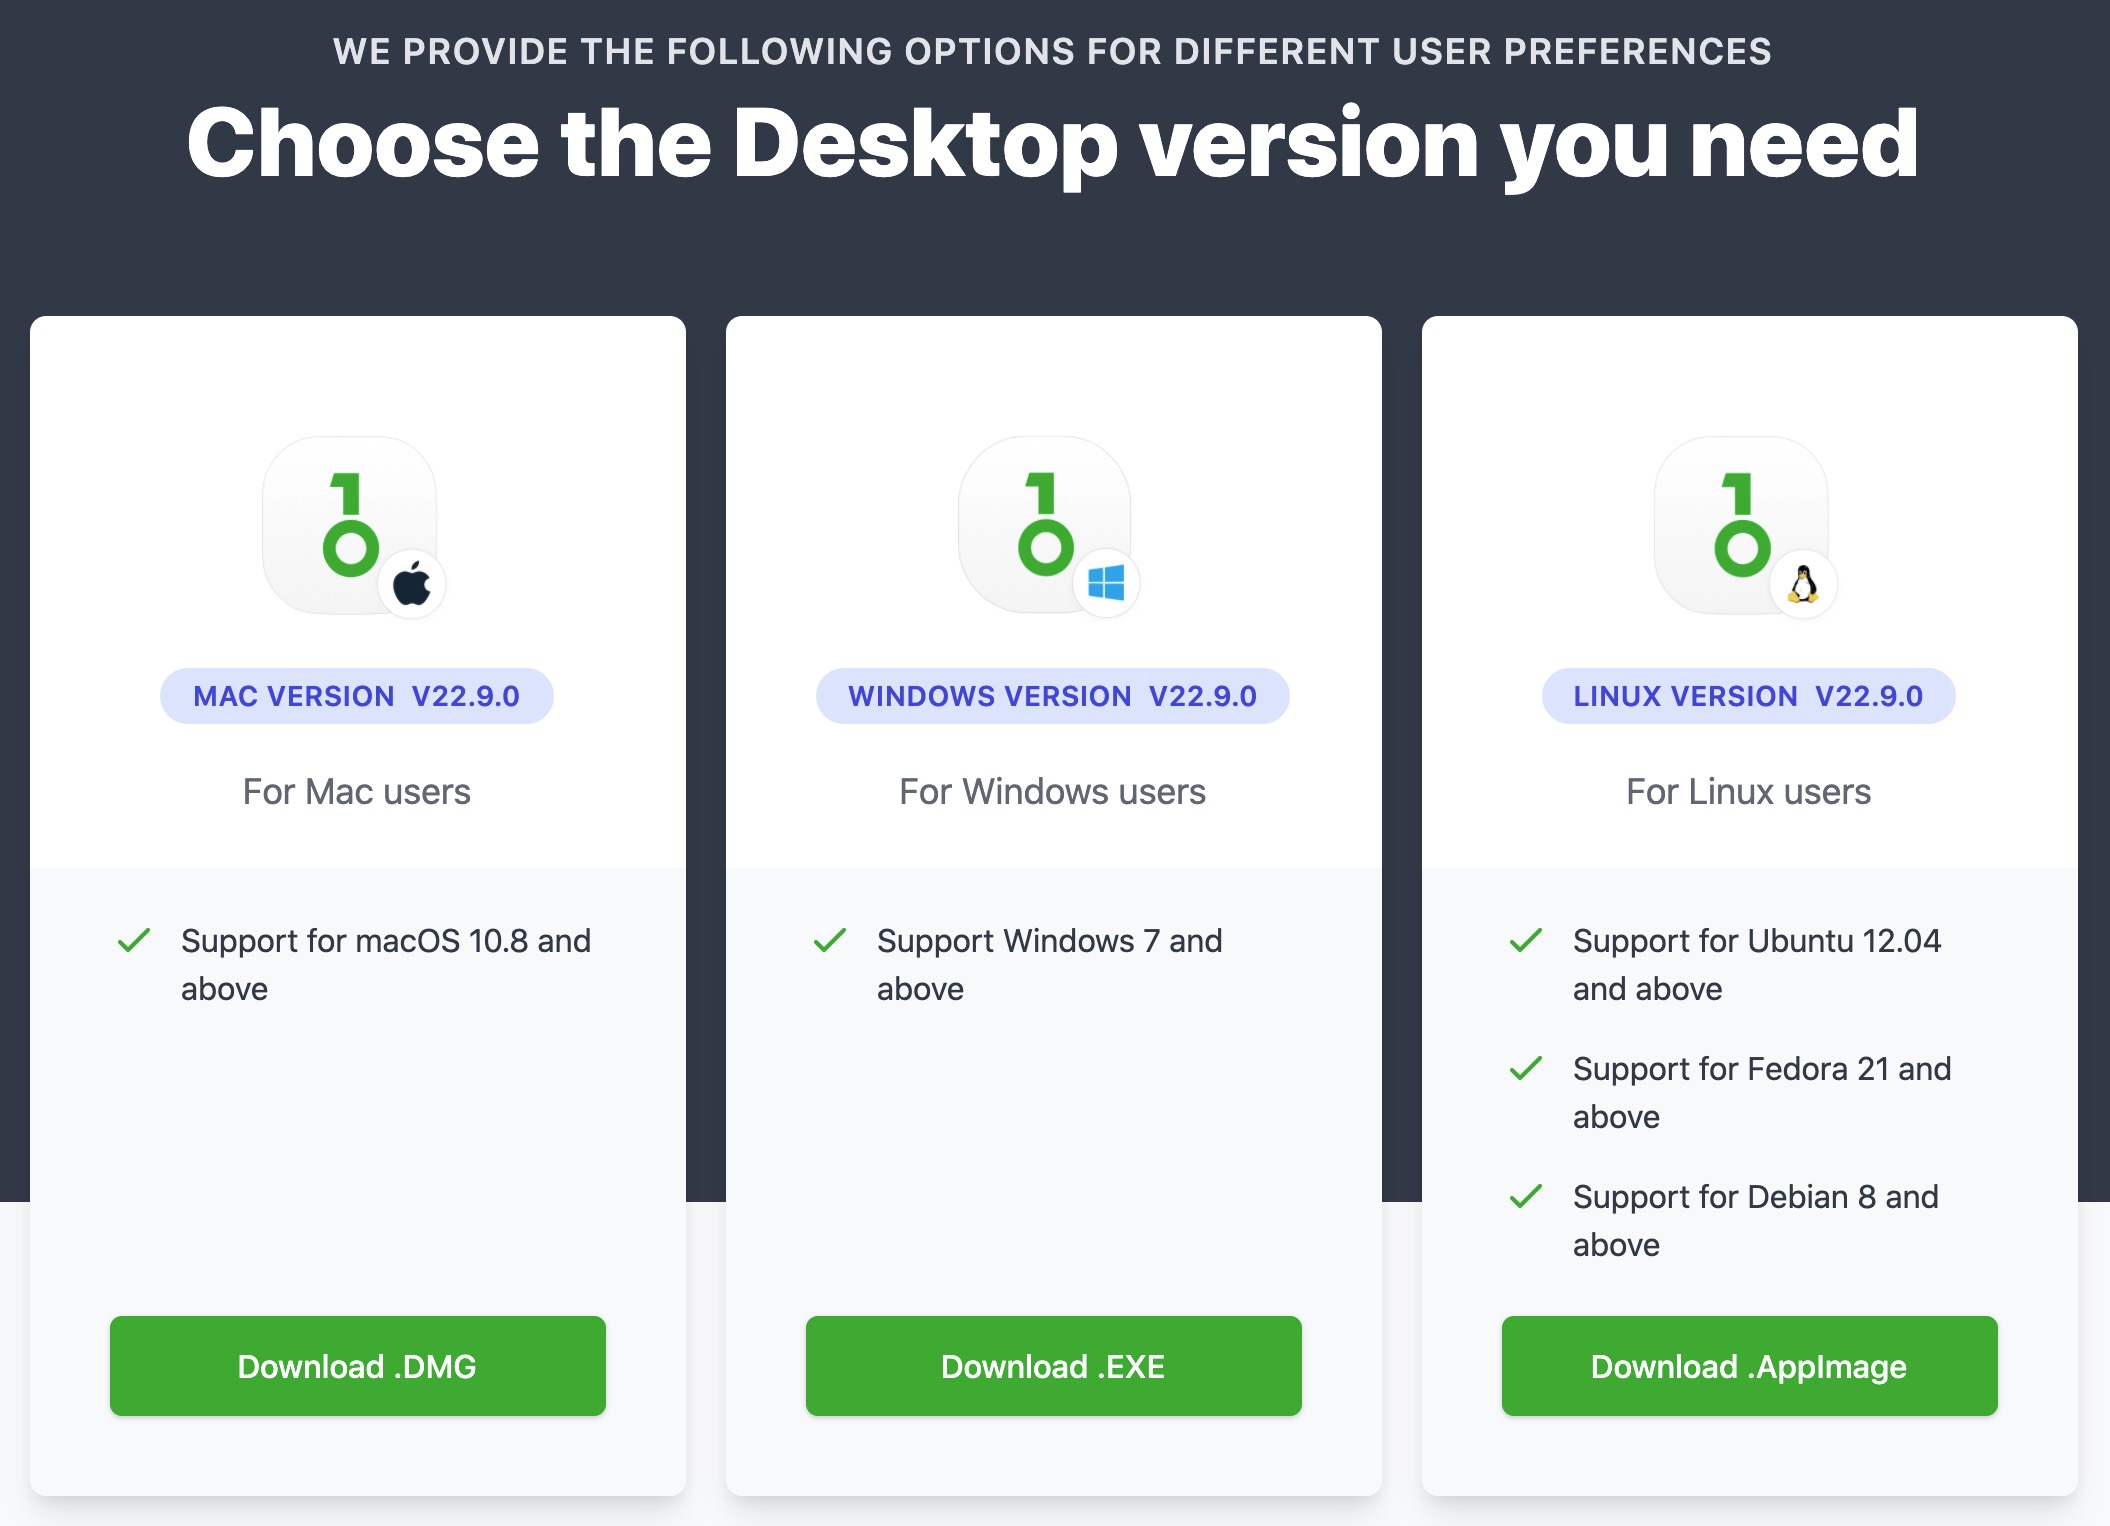 WE PROVIDE THE FOLLOWING OPTIONS FOR DIFFERENT USER PREFERENCES
Choose the Desktop version you need
MAC VERSION V22.9.0
For Mac users
Support for macOS 10.8 and
above
Download .DMG
WINDOWS VERSION V22.9.0
For Windows users
Support Windows 7 and
above
Download .EXE
LINUX VERSION V22.9.0
For Linux users
Support for Ubuntu 12.04
and above
Support for Fedora 21 and
above
Support for Debian 8 and
above
Download .AppImage